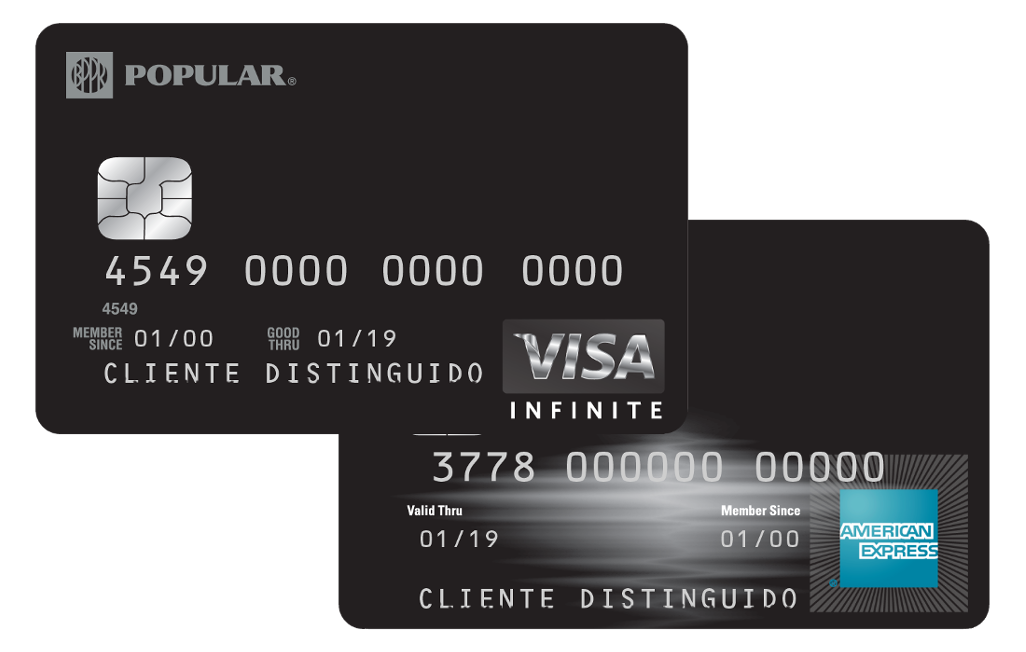 BPPR POPULAR®
4549 0000 0000 0000
4549
MEMBER SINCE 01/00 GOOD THRU 01/19
CLIENTE DISTINGUIDO
VISA
INFINITE
3778 000000 00000
Valid Thru Member Since
01/19 01/00
CLIENTE DISTINGUIDO
AMERICAN
EXPRESS
®